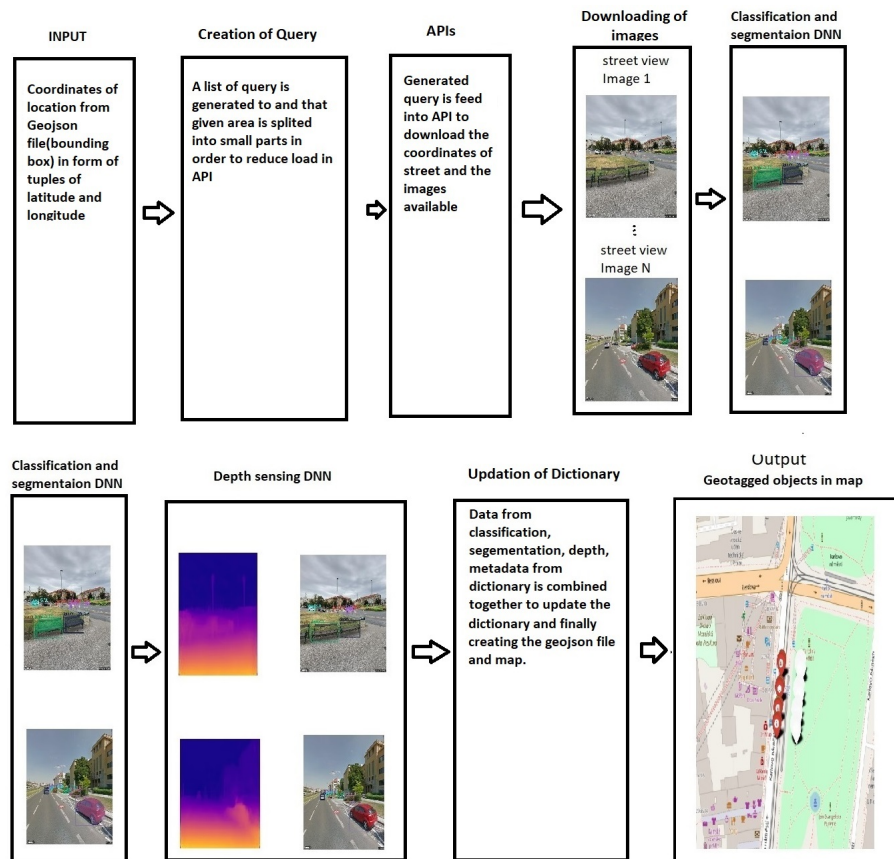 INPUT
Creation of Query
APIs
Downloading of
images
Classification and
segmentaion DNN
Coordinates of
location from
Geojson
file(bounding
box) in form of
tuples of
latitude and
longitude
A list of query is
generated to and that
given area is splited
into small parts in
order to reduce load in
API
Generated
query is feed
into API to
download the
coordinates of
street and the
images
available
street view
Image 1
...
street view
Image N
Classification and
segmentaion DNN
Depth sensing DNN
Updation of Dictionary
Output
Geotagged objects in map
Data from
classification,
segementation, depth,
metadata from
dictionary is combined
together to update the
dictionary and finally
creating the geojson file
and map.